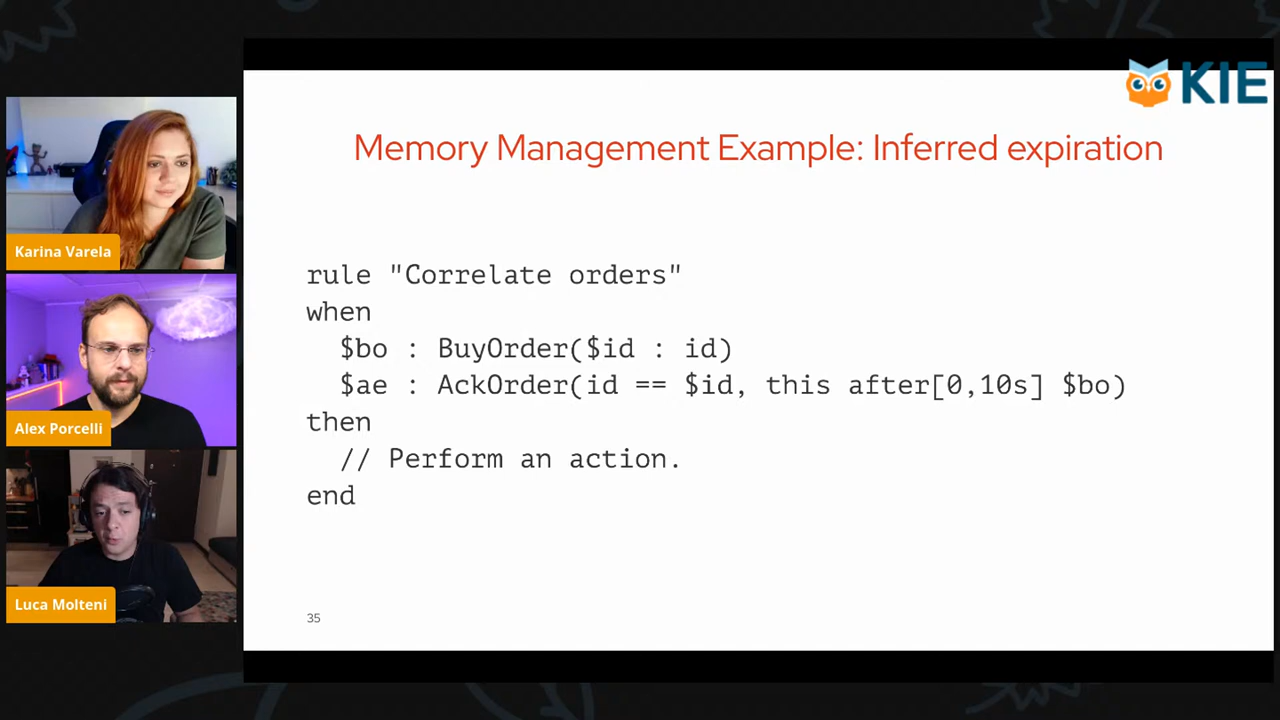 KIE
Memory Management Example: Inferred expiration
Karina Varela
rule "Correlate orders"
when
$bo : BuyOrder($id : id)
$ae : AckOrder(id == $id, this after[0,10s] $bo)
then
// Perform an action.
end
Alex Porcelli
Luca Molteni
35